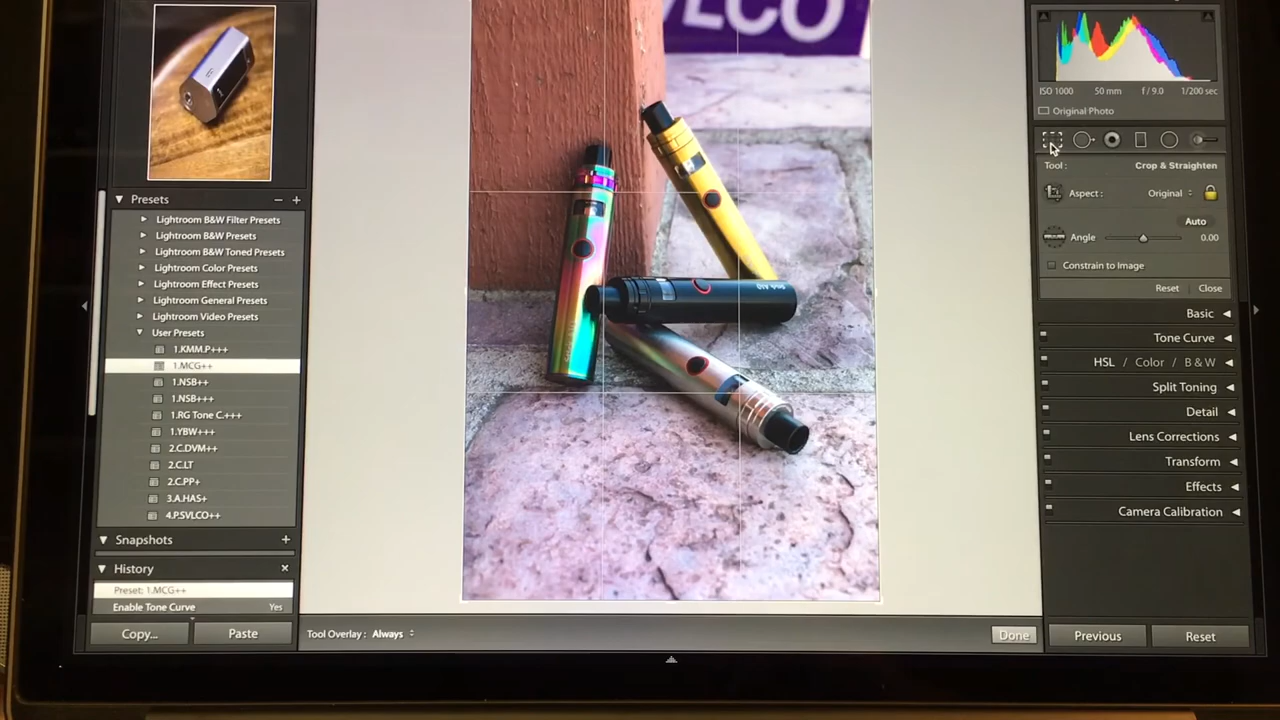 Presets
Lightroom B&W Filter Presets
Lightroom B&W Presets
Lightroom B&W Toned Presets
Lightroom Color Presets
Lightroom Effect Presets
Lightroom General Presets
Lightroom Video Presets
User Presets
1.KMM.P+++
1.MCG++
1.NSB++
1.NSB+++
1.RG Tone C.+++
1.YBW+++
2.C.DVM++
2.C.LT
2.C.PP+
3.A.HAS+
4.P.SVLCO++
Snapshots
History
Preset: 1.MCG++
Enable Tone Curve Yes
Copy... Paste
SVLCO
Tool Overlay : Always
Done
ISO 1000 50 mm f / 9.0 1/200 sec
Original Photo
Tool : Crop & Straighten
Aspect : Original
Auto
Angle 0.00
Constrain to Image
Reset Close
Basic
Tone Curve
HSL / Color / B & W
Split Toning
Detail
Lens Corrections
Transform
Effects
Camera Calibration
Previous Reset